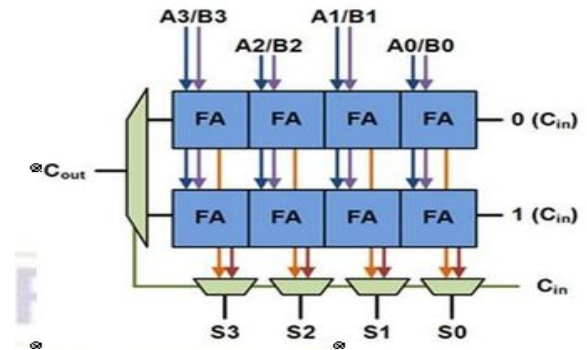 A3/B3 A1/B1
A2/B2 A0/B0
FA FA FA FA 0 (Cin)
Cout
FA FA FA FA 1 (Cin)
Cin
S3 S2 S1 S0